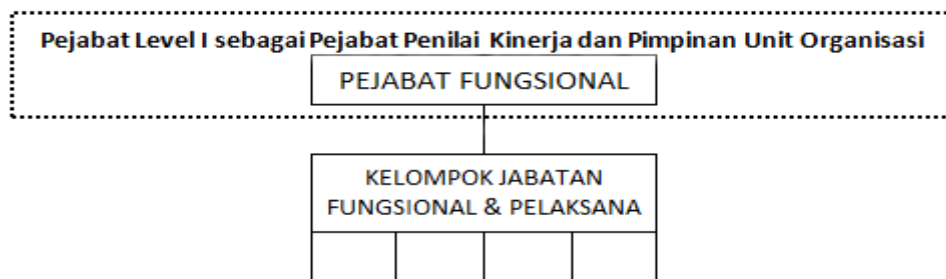 Pejabat Level I sebagai Pejabat Penilai Kinerja dan Pimpinan Unit Organisasi
PEJABAT FUNGSIONAL
KELOMPOK JABATAN
FUNGSIONAL & PELAKSANA